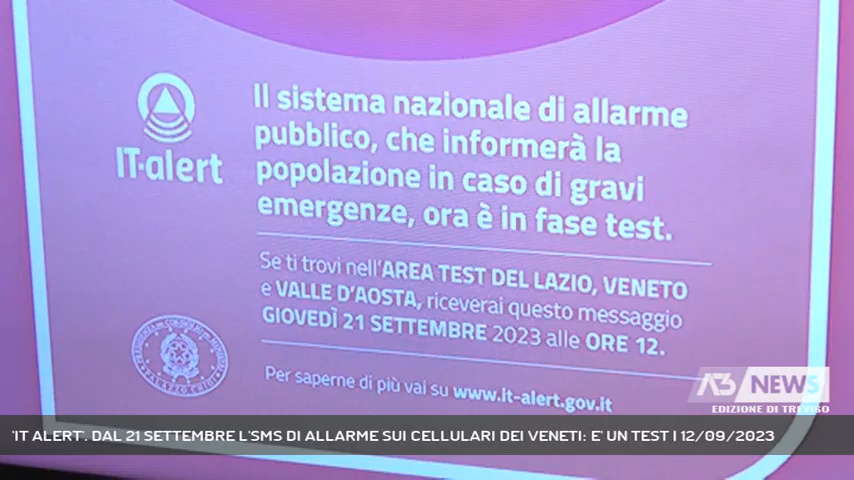 Il sistema nazionale di allarme
pubblico, che informerà la
popolazione in caso di gravi
emergenze, ora è in fase test.
IT-alert
Se ti trovi nell'AREA TEST DEL LAZIO, VENETO
e VALLE D'AOSTA, riceverai questo messaggio
GIOVEDÌ 21 SETTEMBRE 2023 alle ORE 12.
Per saperne di più vai su www.it-alert.gov.it
PALAZZO CHIGI
A3 NEWS
EDIZIONE DI TREVISO
'IT ALERT'. DAL 21 SETTEMBRE L'SMS DI ALLARME SUI CELLULARI DEI VENETI: E' UN TEST | 12/09/2023